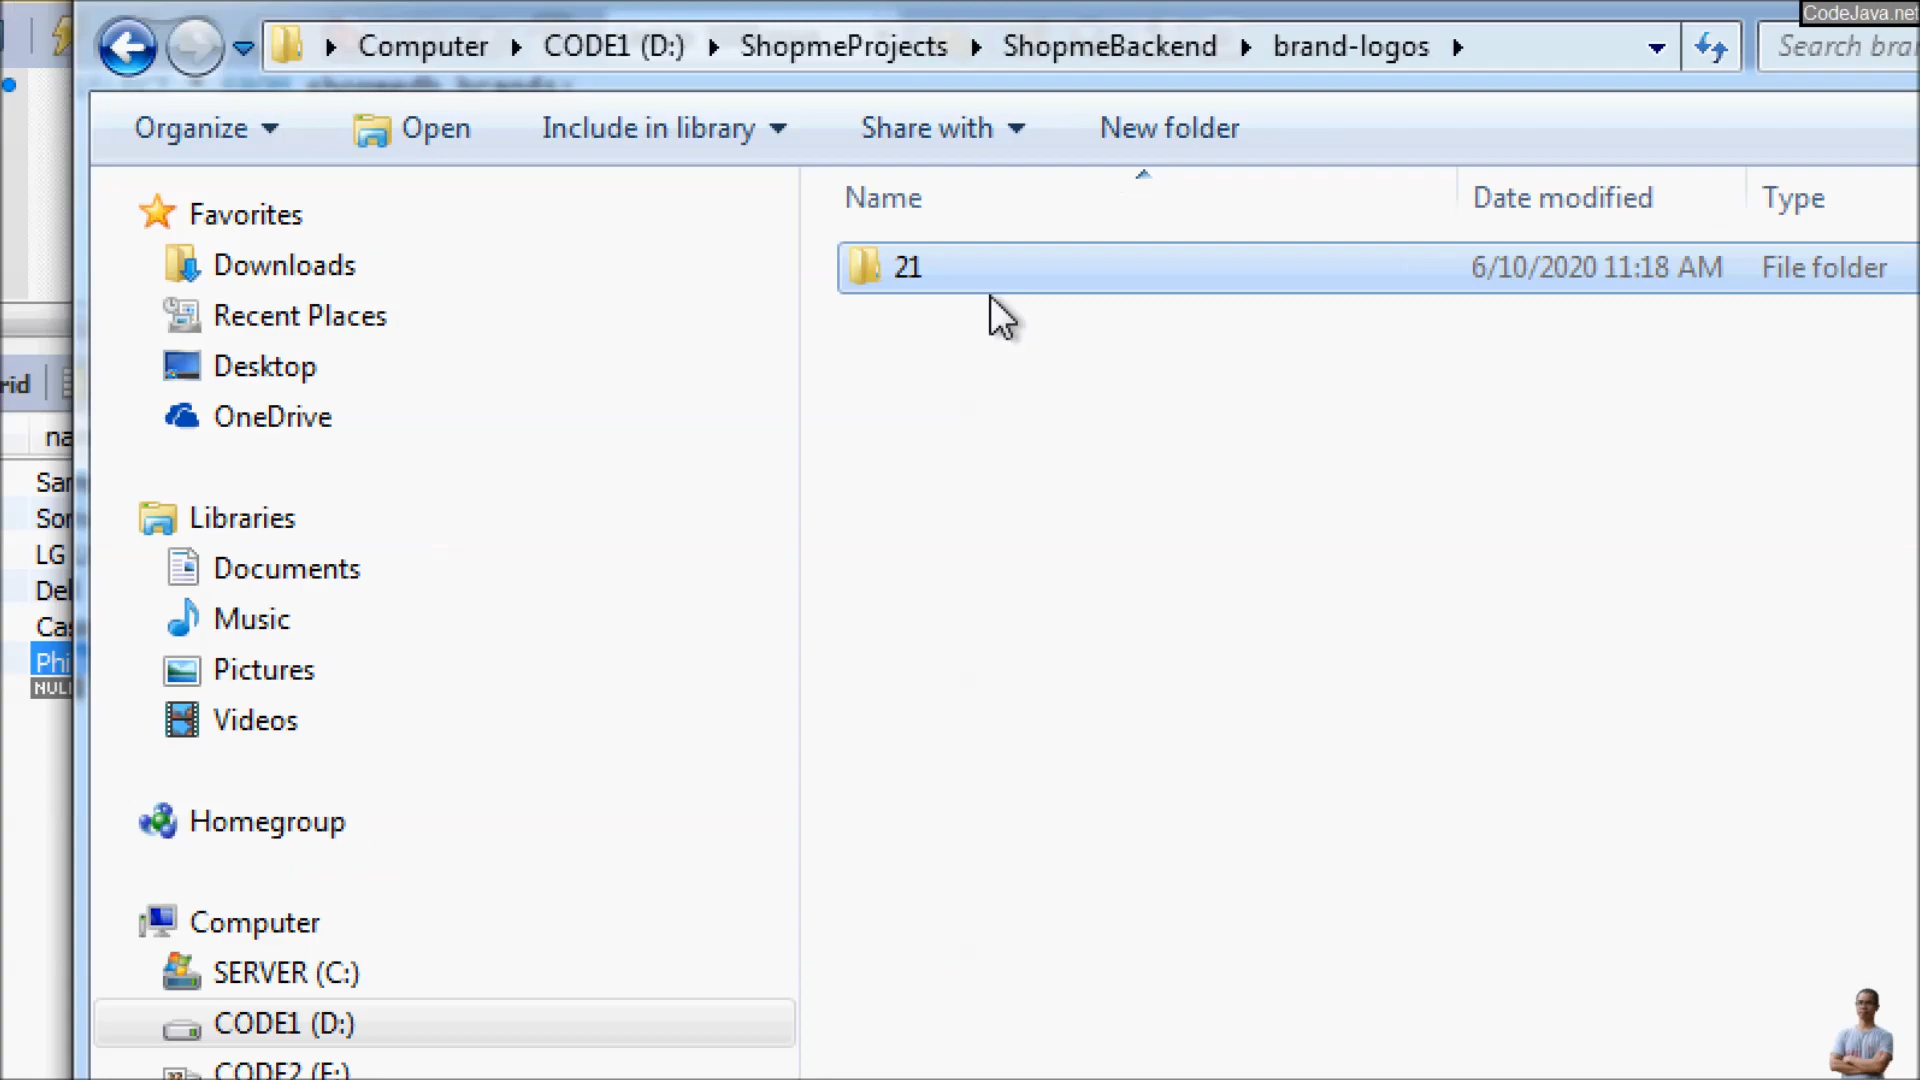 CodeJava.net
Computer CODE1 (D:) ShopmeProjects ShopmeBackend brand-logos
Organize Open Include in library Share with New folder
Name Date modified Type
21 6/10/2020 11:18 AM File folder
Favorites
Downloads
Recent Places
Desktop
OneDrive
Libraries
Documents
Music
Pictures
Videos
Homegroup
Computer
SERVER (C:)
CODE1 (D:)
CODE2 (E:)
LG